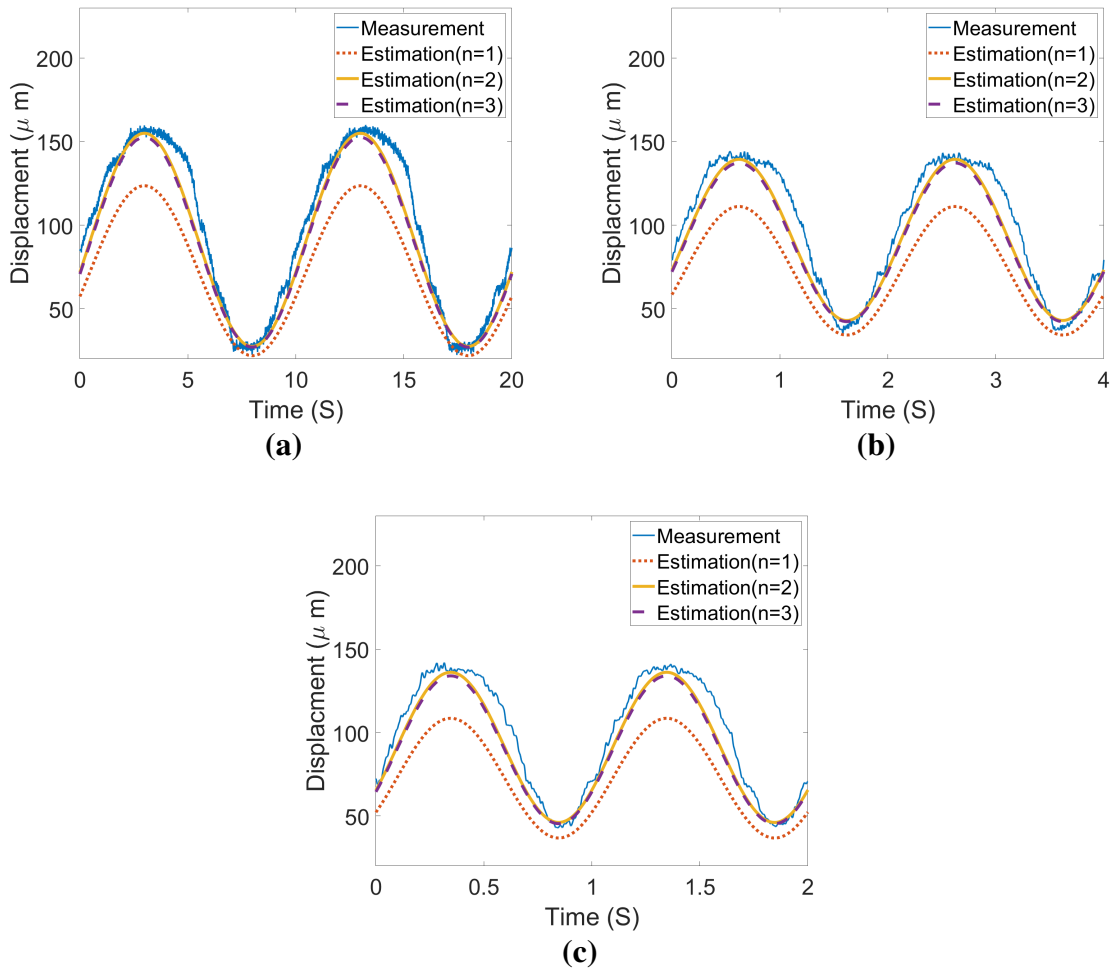 Measurement
Estimation(n=1)
Estimation(n=2)
Estimation(n=3)
200
150
100
50
Displacment (μ m)
0 5 10 15 20
Time (S)
(a)
Measurement
Estimation(n=1)
Estimation(n=2)
Estimation(n=3)
200
150
100
50
Displacment (μ m)
0 1 2 3 4
Time (S)
(b)
Measurement
Estimation(n=1)
Estimation(n=2)
Estimation(n=3)
200
150
100
50
Displacment (μ m)
0 0.5 1 1.5 2
Time (S)
(c)